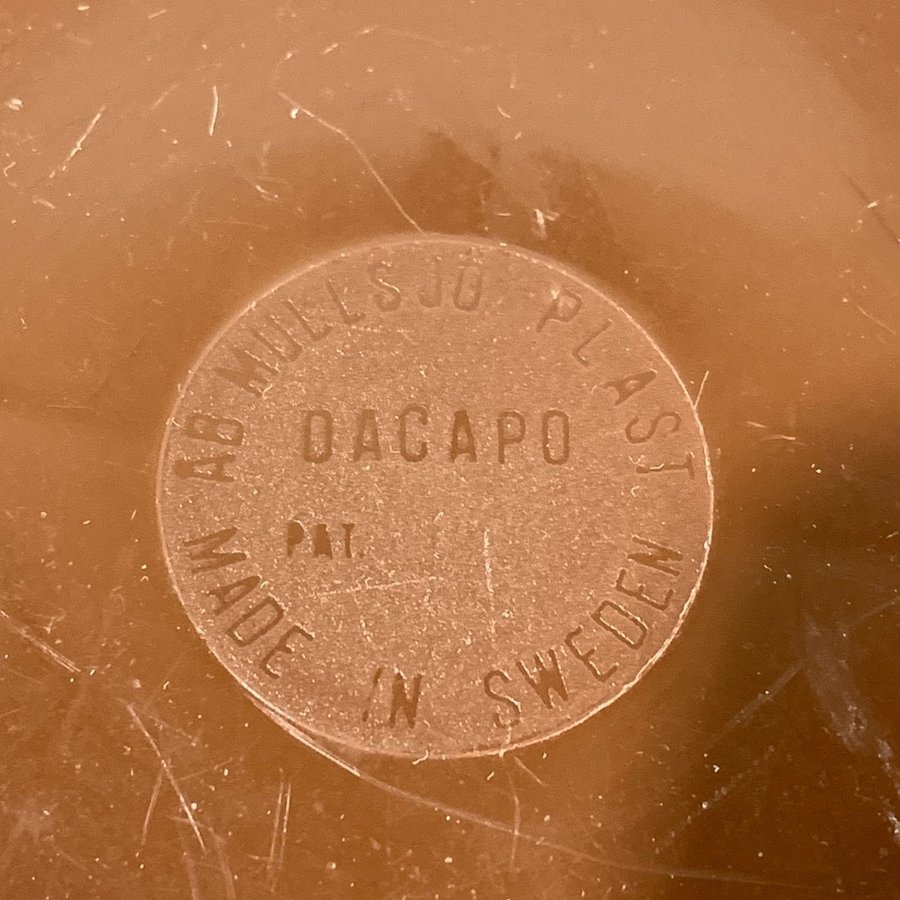 AB MULLSJÖ PLAST
DACAPO
PAT.
MADE IN SWEDEN